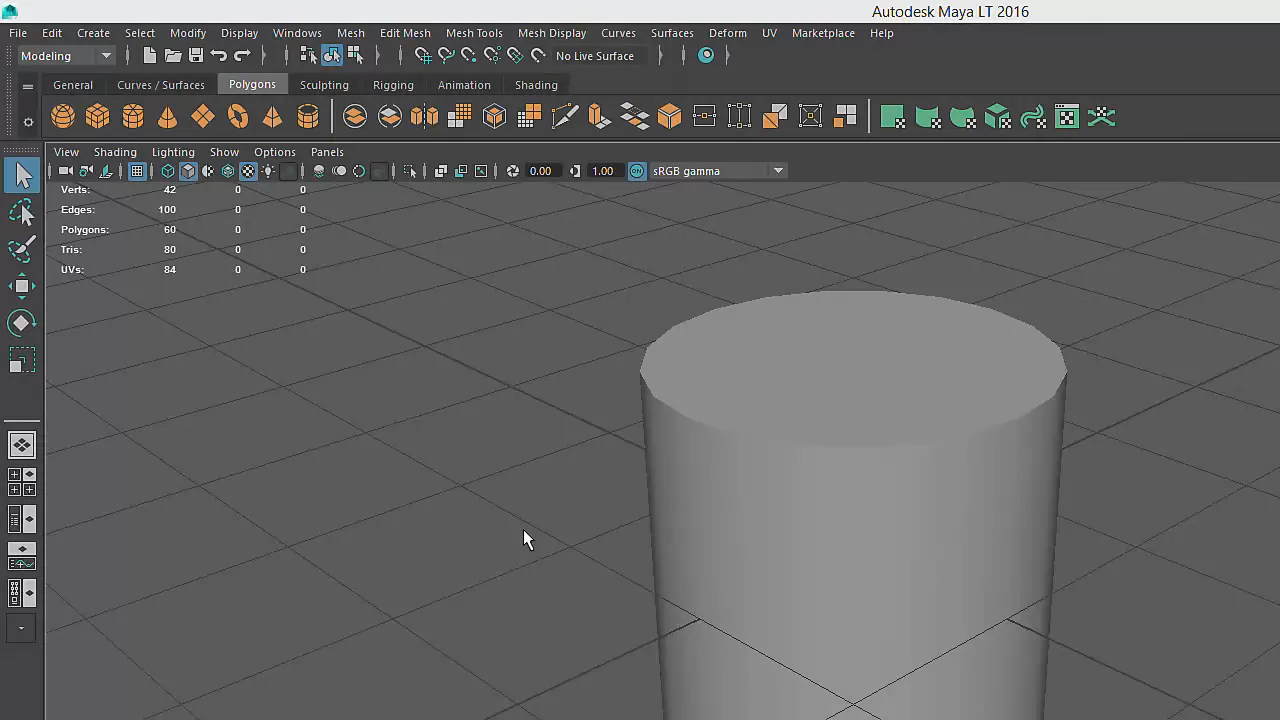 Autodesk Maya LT 2016
File Edit Create Select Modify Display Windows Mesh Edit Mesh Mesh Tools Mesh Display Curves Surfaces Deform UV Marketplace Help
Modeling No Live Surface
General Curves / Surfaces Polygons Sculpting Rigging Animation Shading
View Shading Lighting Show Options Panels
0.00 1.00 ON sRGB gamma
Verts: 42 0 0
Edges: 100 0 0
Polygons: 60 0 0
Tris: 80 0 0
UVs: 84 0 0